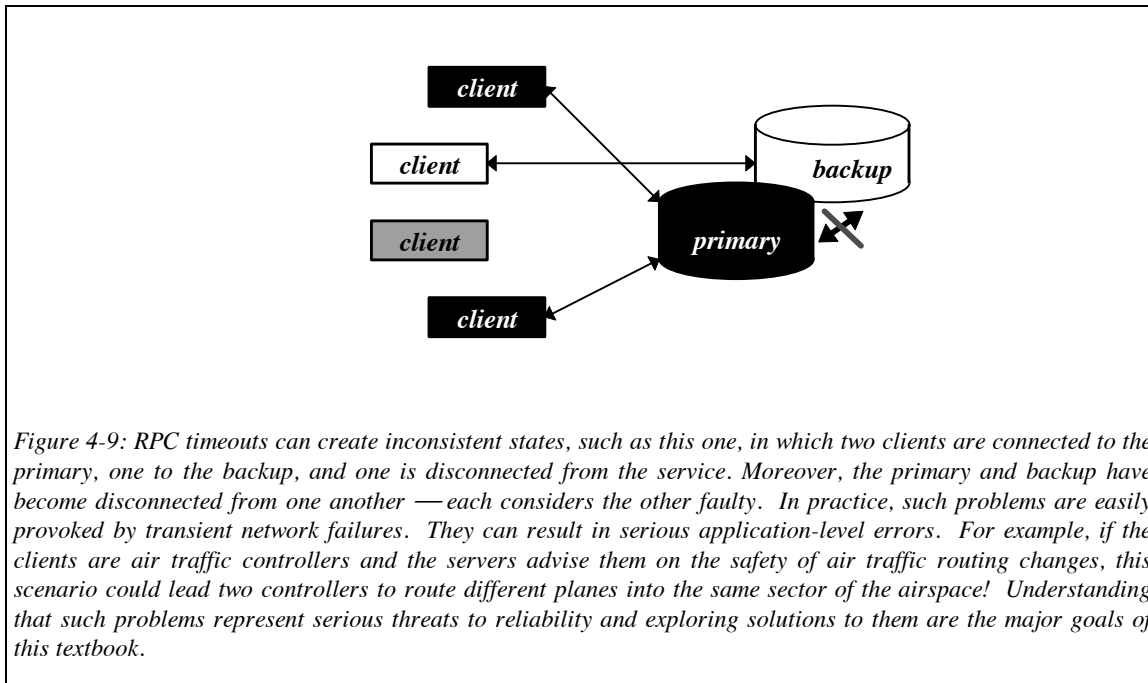 client
client
backup
client
primary
client
Figure 4-9: RPC timeouts can create inconsistent states, such as this one, in which two clients are connected to the
primary, one to the backup, and one is disconnected from the service. Moreover, the primary and backup have
become disconnected from one another — each considers the other faulty. In practice, such problems are easily
provoked by transient network failures. They can result in serious application-level errors. For example, if the
clients are air traffic controllers and the servers advise them on the safety of air traffic routing changes, this
scenario could lead two controllers to route different planes into the same sector of the airspace! Understanding
that such problems represent serious threats to reliability and exploring solutions to them are the major goals of
this textbook.